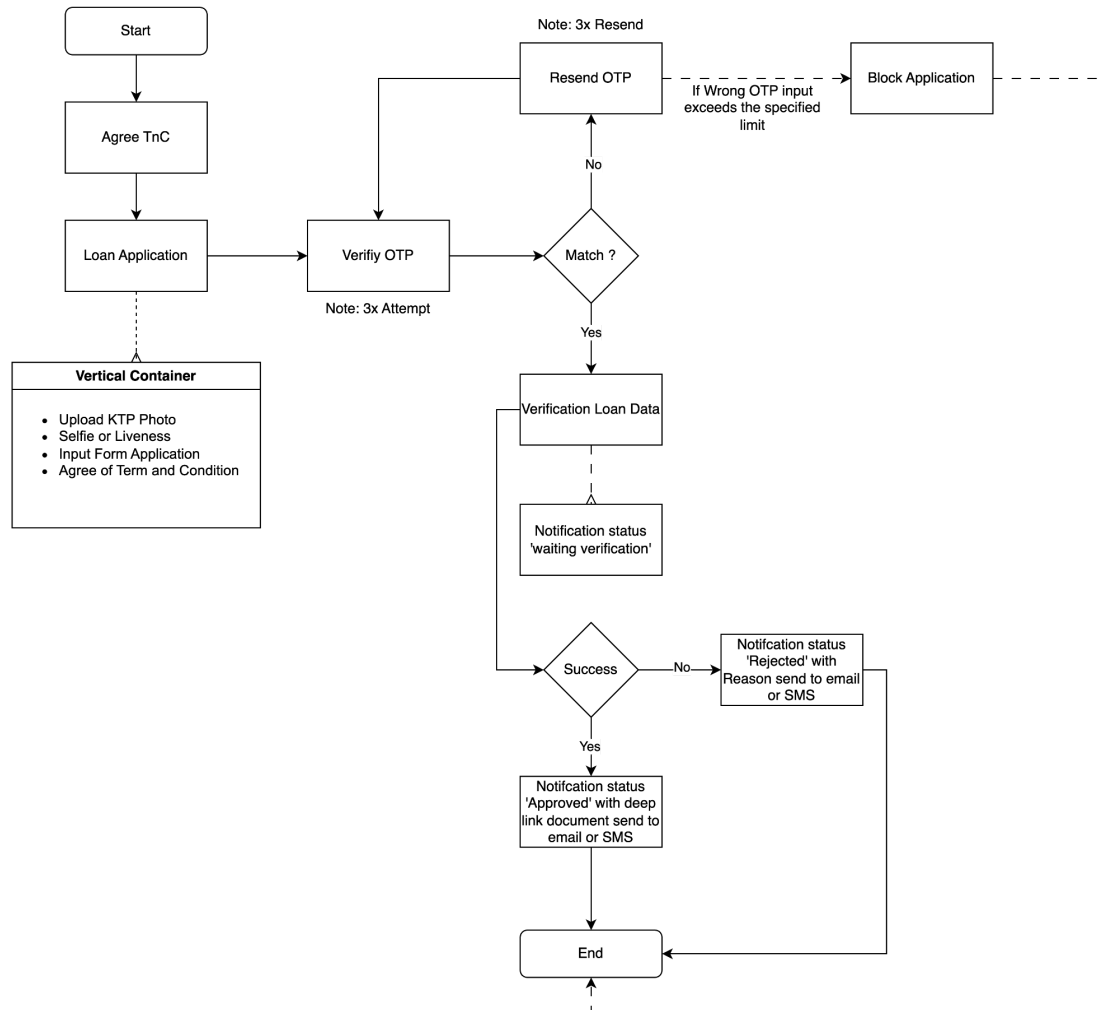 Start
Note: 3x Resend
Resend OTP
If Wrong OTP input
exceeds the specified
limit
Block Application
Agree TnC
No
Loan Application
Verifiy OTP
Match ?
Note: 3x Attempt
Yes
Vertical Container
• Upload KTP Photo
• Selfie or Liveness
• Input Form Application
• Agree of Term and Condition
Verification Loan Data
Notification status
'waiting verification'
Success
No
Notifcation status
'Rejected' with
Reason send to email
or SMS
Yes
Notifcation status
'Approved' with deep
link document send to
email or SMS
End